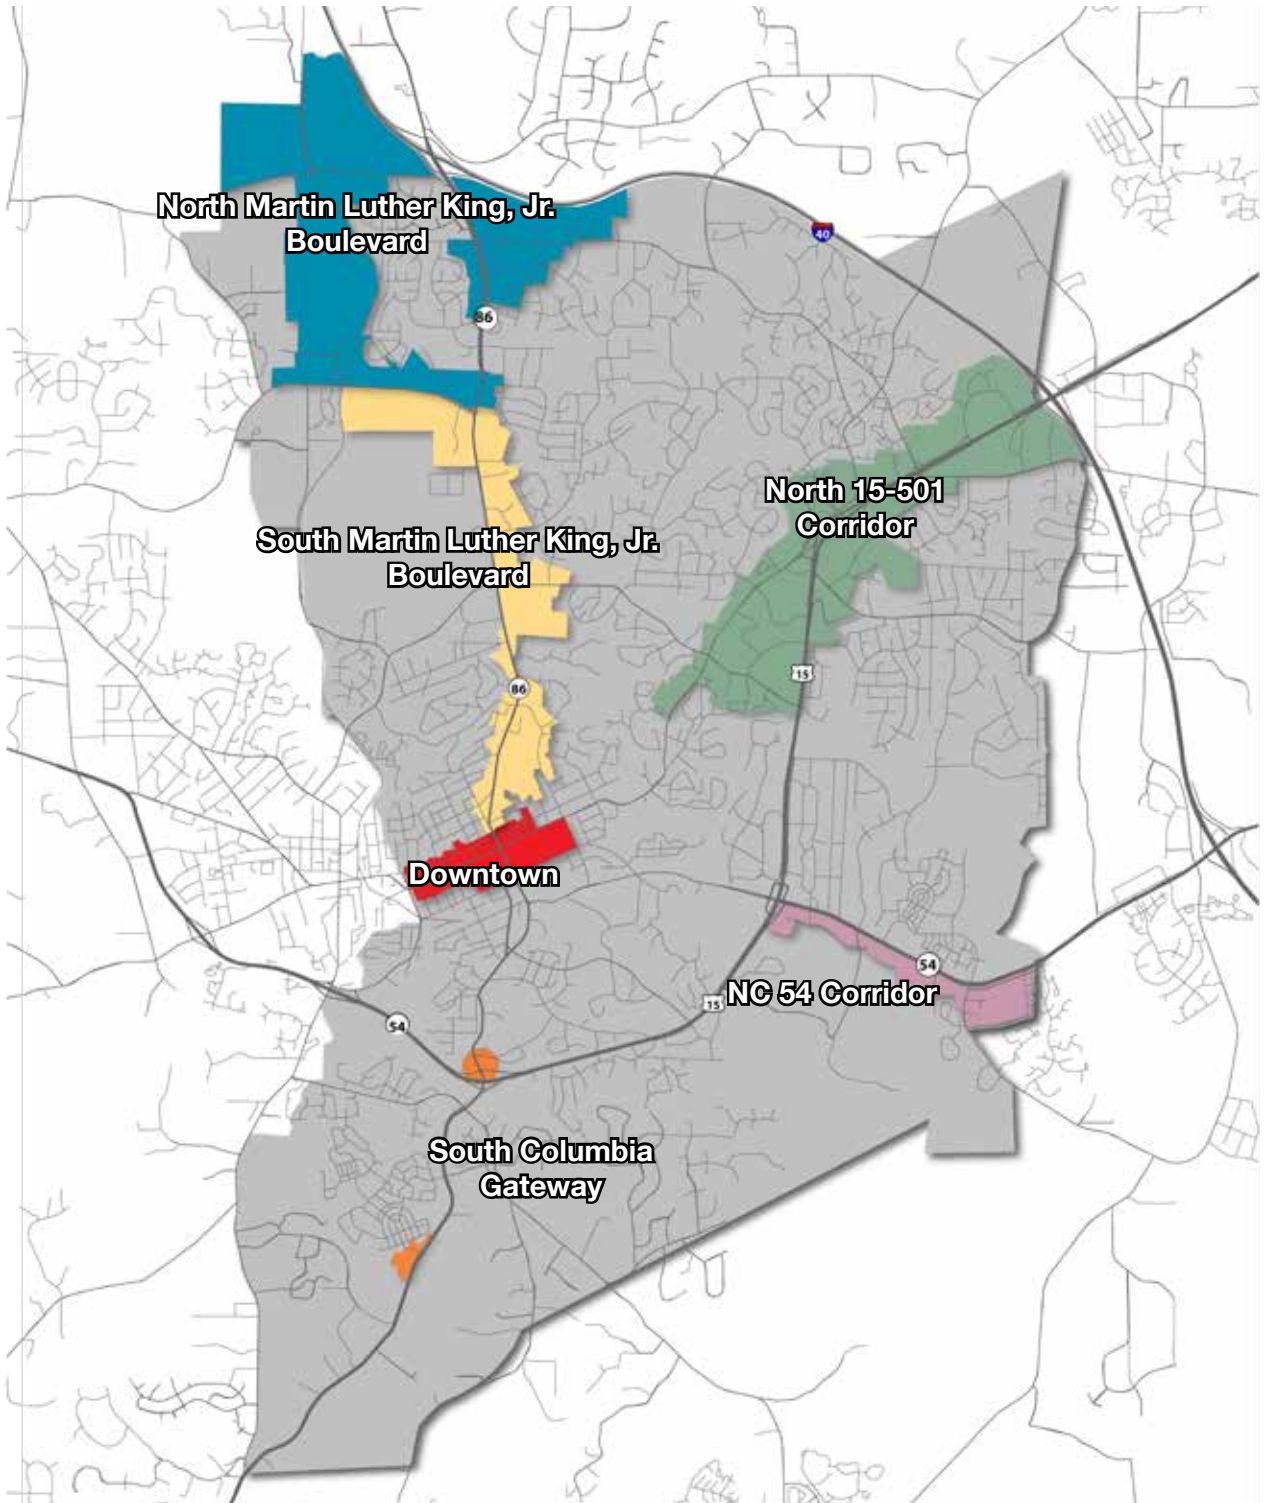 North Martin Luther King, Jr.
Boulevard
40
86
North 15-501
Corridor
South Martin Luther King, Jr.
Boulevard
15
86
Downtown
54
NC 54 Corridor
15
54
South Columbia
Gateway